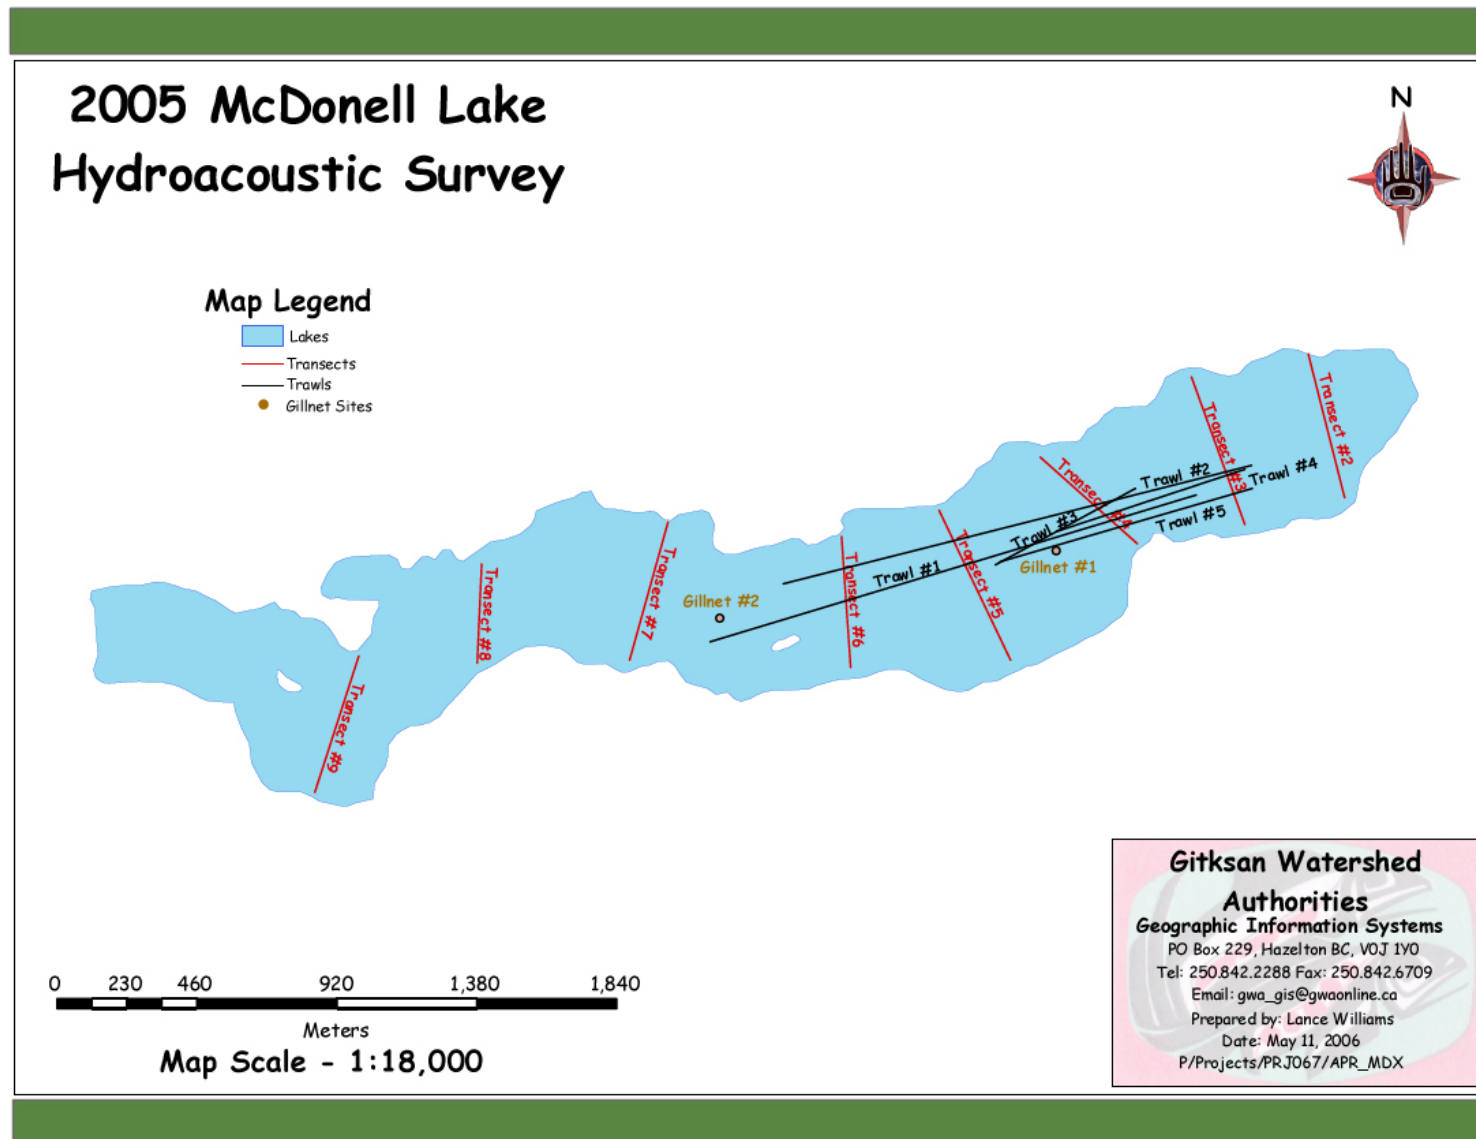 2005 McDonell Lake
Hydroacoustic Survey
N
Map Legend
Lakes
Transects
Trawls
Gillnet Sites
Transect #2
Transect #3
Trawl #2
Trawl #4
Transect #4
Trawl #3
Trawl #5
Transect #5
Gillnet #1
Trawl #1
Transect #6
Transect #7
Gillnet #2
Transect #8
Transect #9
0 230 460 920 1,380 1,840
Meters
Map Scale - 1:18,000
Gitksan Watershed
Authorities
Geographic Information Systems
PO Box 229, Hazelton BC, V0J 1Y0
Tel: 250.842.2288 Fax: 250.842.6709
Email: gwa_gis@gwaonline.ca
Prepared by: Lance Williams
Date: May 11, 2006
P/Projects/PRJ067/APR_MDX